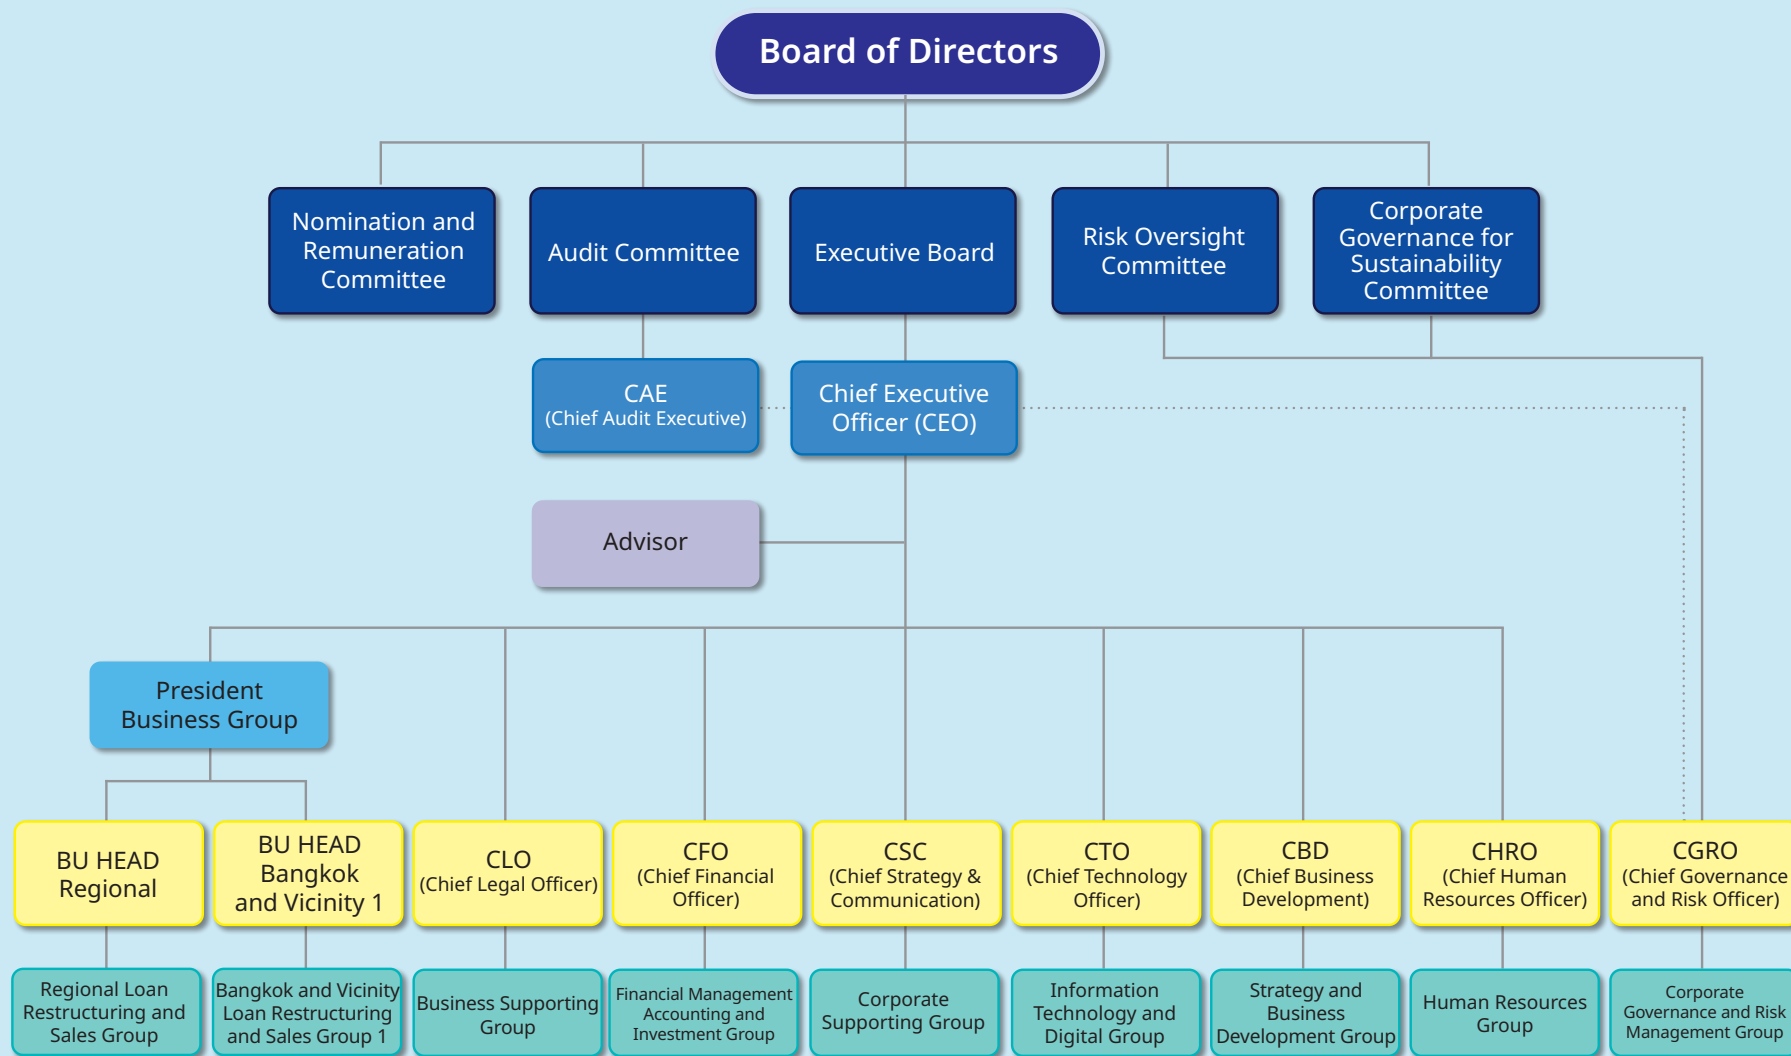 Board of Directors
Nomination and
Remuneration
Committee
Audit Committee
Executive Board
Risk Oversight
Committee
Corporate
Governance for
Sustainability
Committee
CAE
(Chief Audit Executive)
Chief Executive
Officer (CEO)
Advisor
President
Business Group
BU HEAD
Regional
BU HEAD
Bangkok
and Vicinity 1
CLO
(Chief Legal Officer)
CFO
(Chief Financial
Officer)
CSC
(Chief Strategy &
Communication)
CTO
(Chief Technology
Officer)
CBD
(Chief Business
Development)
CHRO
(Chief Human
Resources Officer)
CGRO
(Chief Governance
and Risk Officer)
Regional Loan
Restructuring and
Sales Group
Bangkok and Vicinity
Loan Restructuring
and Sales Group 1
Business Supporting
Group
Financial Management
Accounting and
Investment Group
Corporate
Supporting Group
Information
Technology and
Digital Group
Strategy and
Business
Development Group
Human Resources
Group
Corporate
Governance and Risk
Management Group